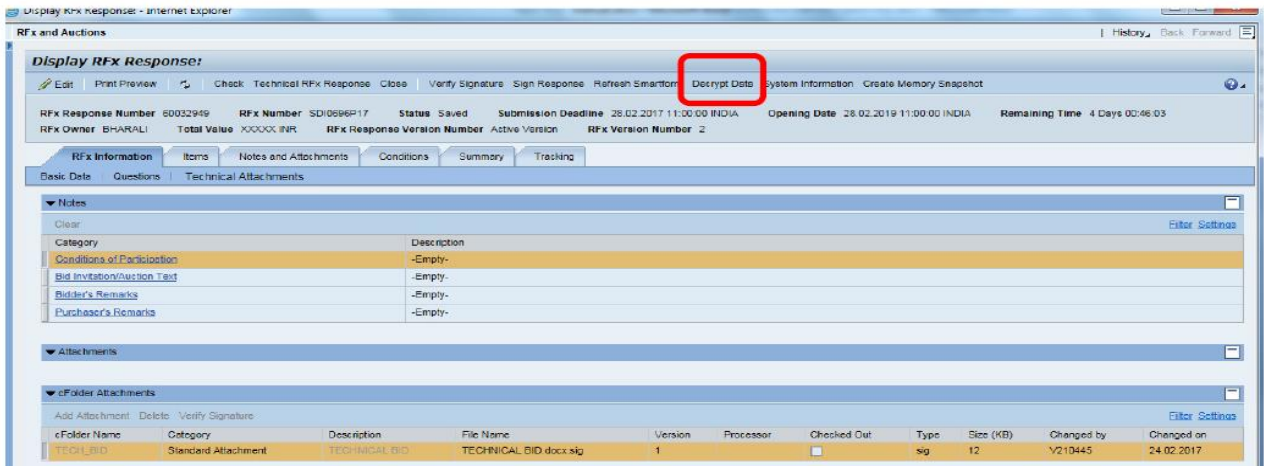 Display RFx Response: - Internet Explorer
RFx and Auctions | History Back Forward
Display RFx Response:
Edit | Print Preview | Check Technical RFx Response Close | Verify Signature Sign Response Refresh Smartform Decrypt Data System Information Create Memory Snapshot
RFx Response Number 60032949 RFx Number SDI0696P17 Status Saved Submission Deadline 28.02.2017 11:00:00 INDIA Opening Date 28.02.2019 11:00:00 INDIA Remaining Time 4 Days 00:46:03
RFx Owner BHARALI Total Value XXXXX INR RFx Response Version Number Active Version RFx Version Number 2
RFx Information Items Notes and Attachments Conditions Summary Tracking
Basic Data | Questions | Technical Attachments
Notes
Clear Filter Settings
Category Description
Conditions of Participation -Empty-
Bid Invitation/Auction Text -Empty-
Bidder's Remarks -Empty-
Purchaser's Remarks -Empty-
Attachments
cFolder Attachments
Add Attachment Delete Verify Signature Filter Settings
cFolder Name Category Description File Name Version Processor Checked Out Type Size (KB) Changed by Changed on
TECH_BID Standard Attachment TECHNICAL BID TECHNICAL BID.docx.sig 1 sig 12 V210445 24.02.2017